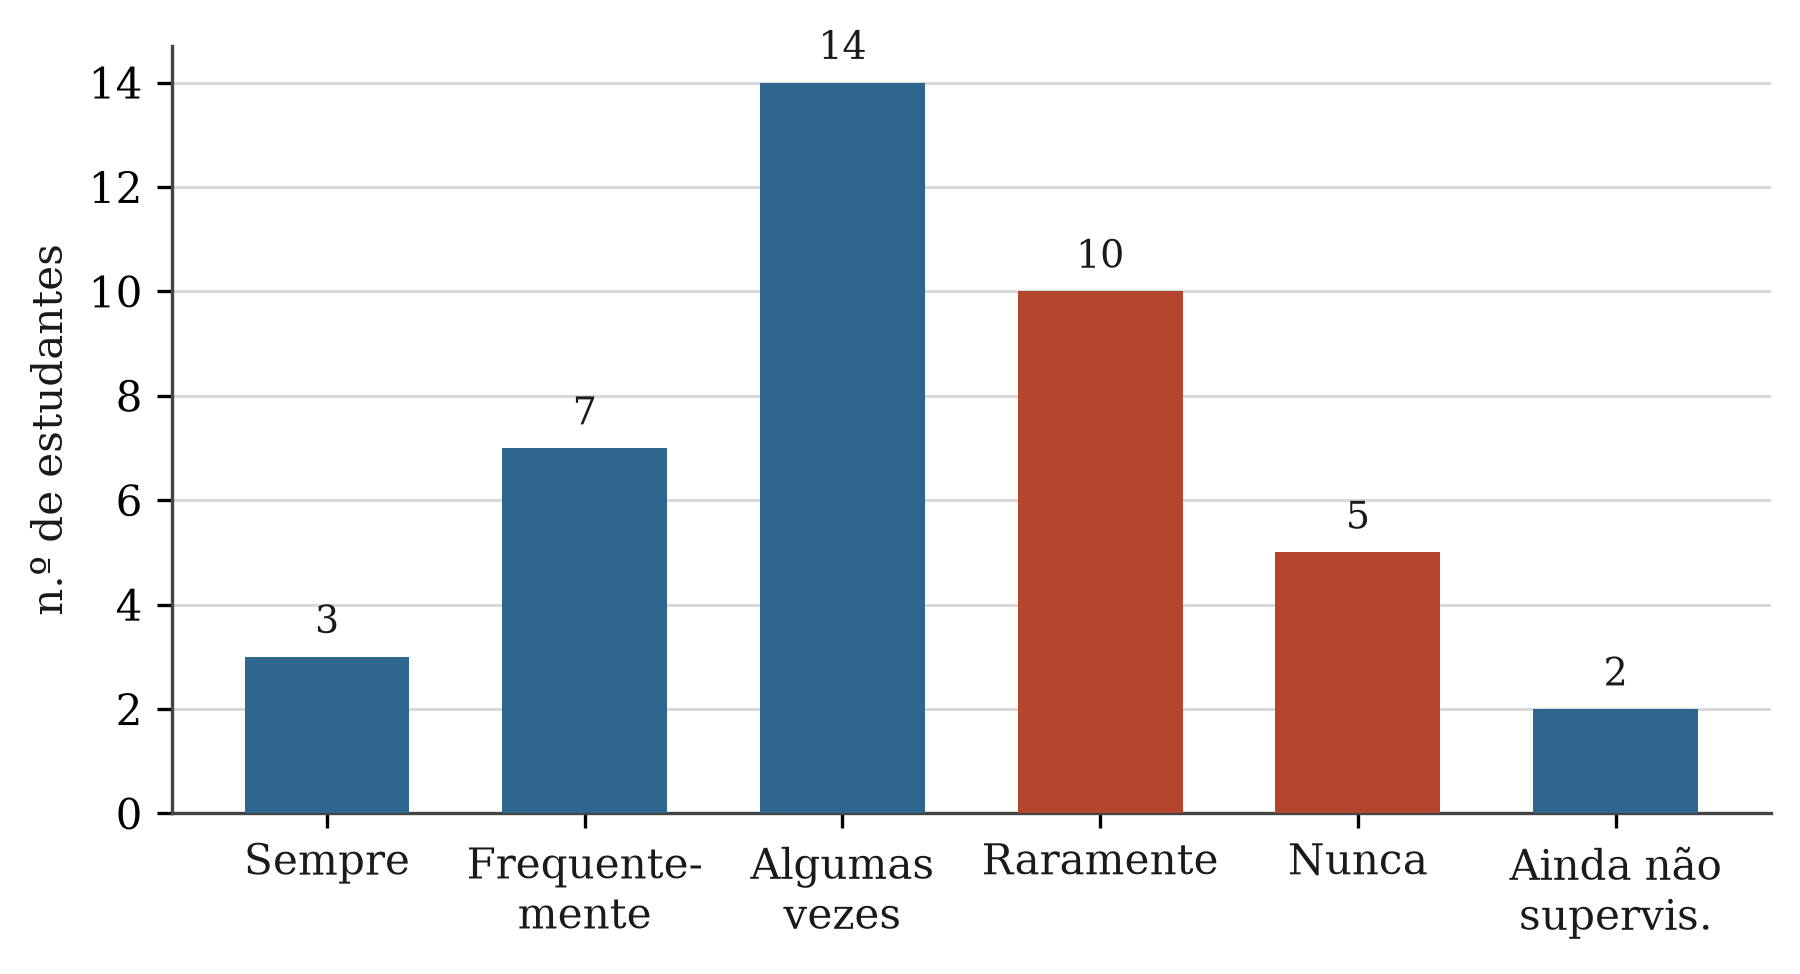 n.º de estudantes
14
12
10
8
6
4
2
0
3
7
14
10
5
2
Sempre
Frequente-
mente
Algumas
vezes
Raramente
Nunca
Ainda não
supervis.